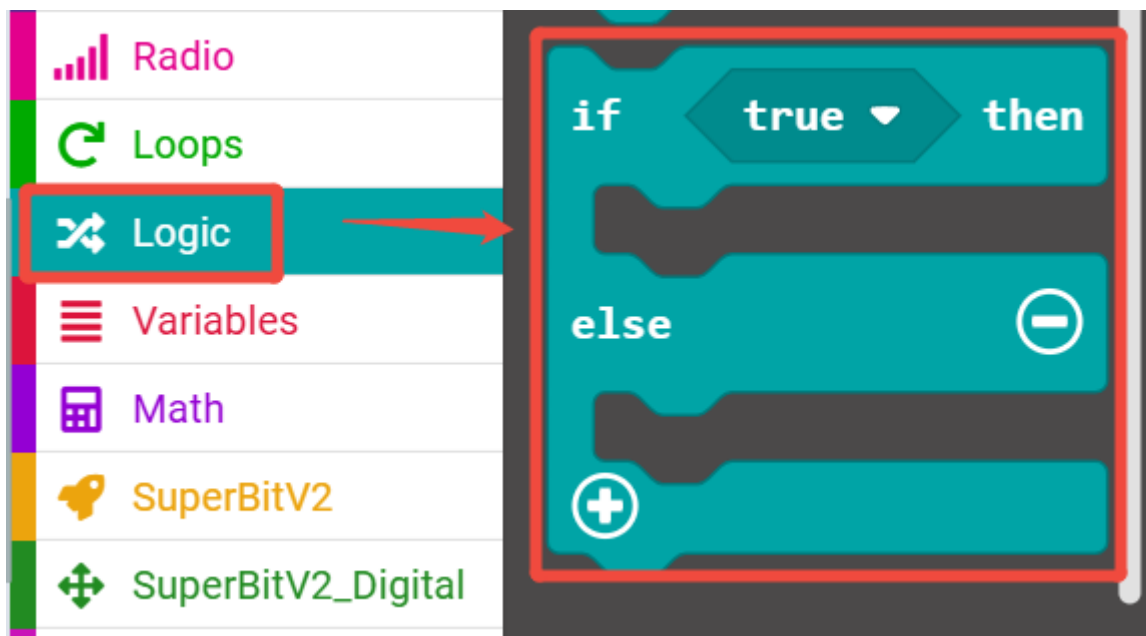 Radio
Loops
Logic
Variables
Math
SuperBitV2
SuperBitV2_Digital
if true then
else